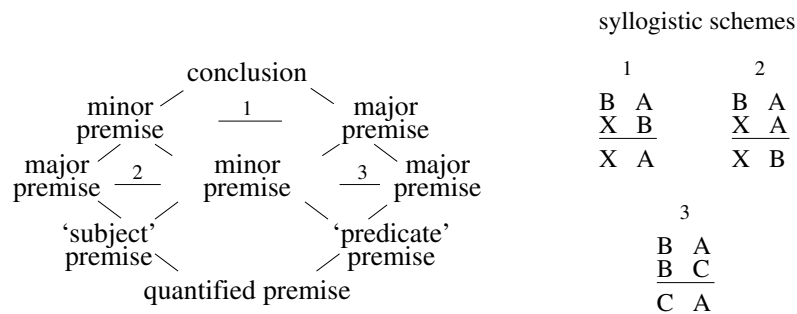 syllogistic schemes
conclusion
minor
premise
1
major
premise
major
premise
2
minor
premise
3
major
premise
‘subject’
premise
‘predicate’
premise
quantified premise
1
B A
X B
X A
2
B A
X A
X B
3
B A
B C
C A